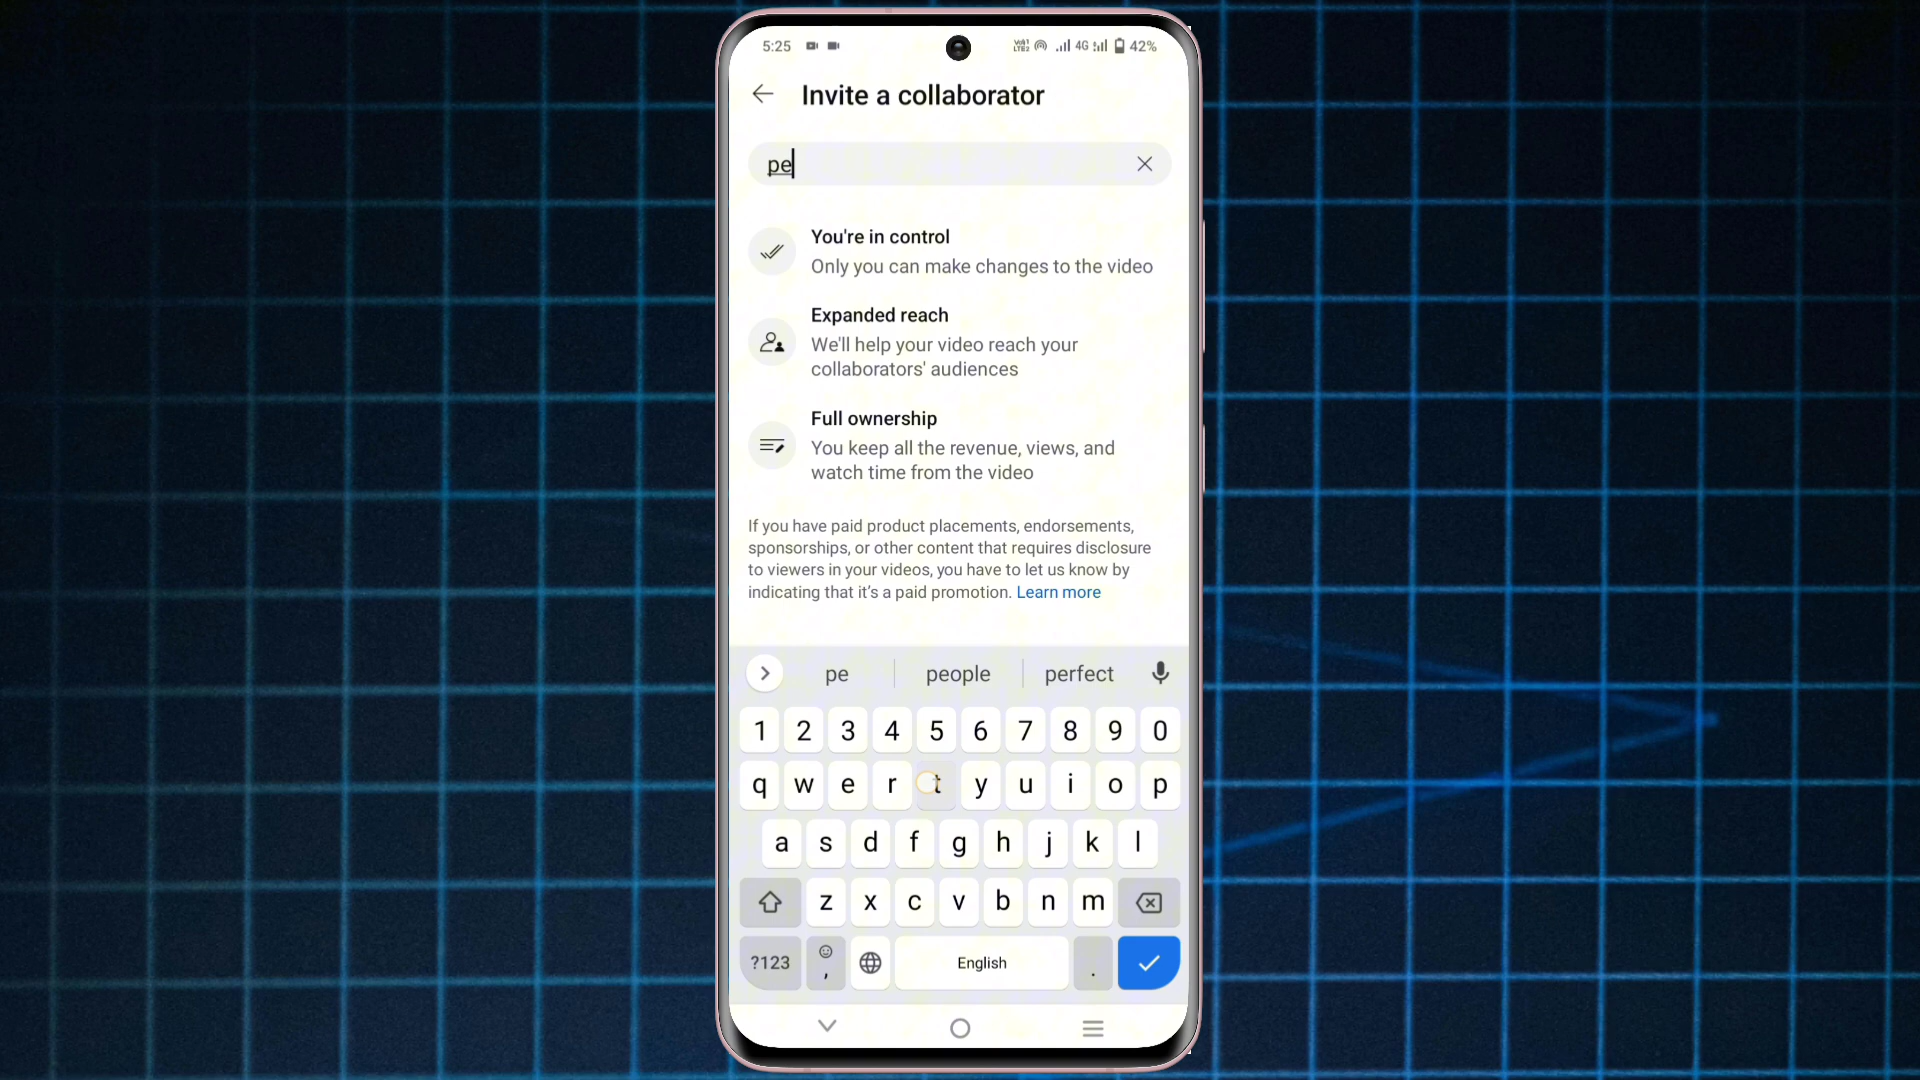 5:25 4G 42%
Invite a collaborator
pe
You're in control
Only you can make changes to the video
Expanded reach
We'll help your video reach your
collaborators' audiences
Full ownership
You keep all the revenue, views, and
watch time from the video
If you have paid product placements, endorsements,
sponsorships, or other content that requires disclosure
to viewers in your videos, you have to let us know by
indicating that it's a paid promotion. Learn more
pe people perfect
1 2 3 4 5 6 7 8 9 0
q w e r t y u i o p
a s d f g h j k l
z x c v b n m
?123 , English .